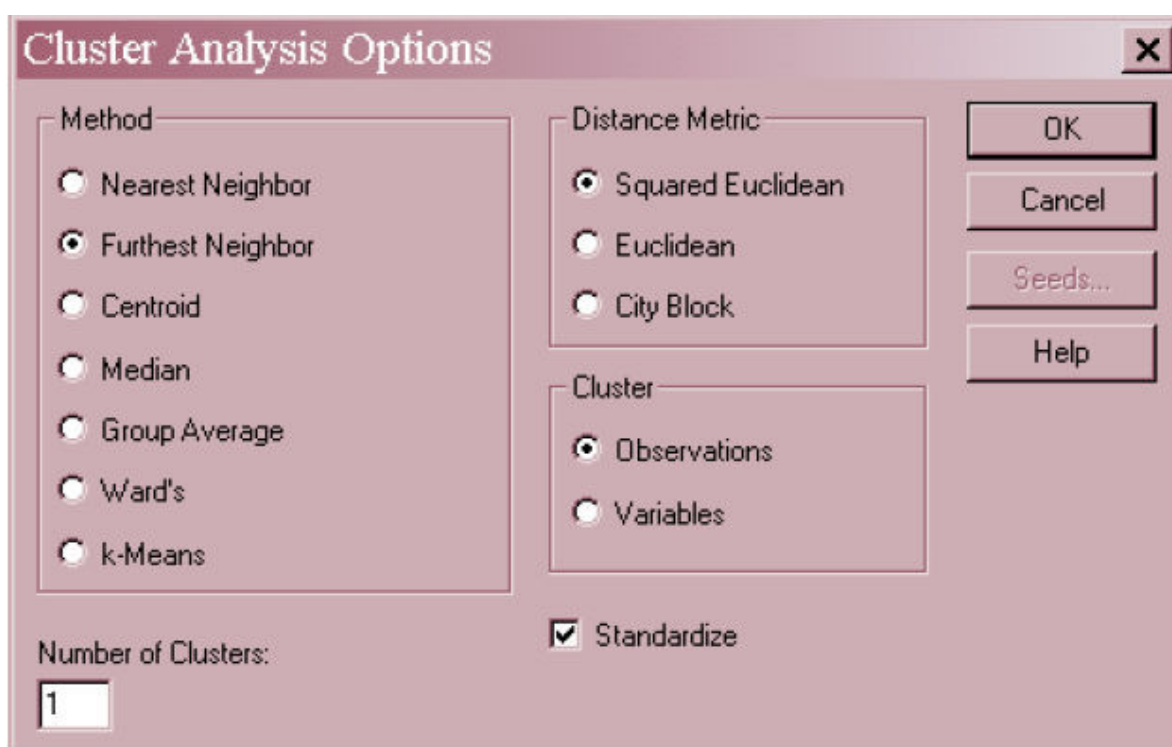 Cluster Analysis Options
Method
Nearest Neighbor
Furthest Neighbor
Centroid
Median
Group Average
Ward's
k-Means
Number of Clusters:
1
Distance Metric
Squared Euclidean
Euclidean
City Block
Cluster
Observations
Variables
Standardize
OK
Cancel
Seeds...
Help